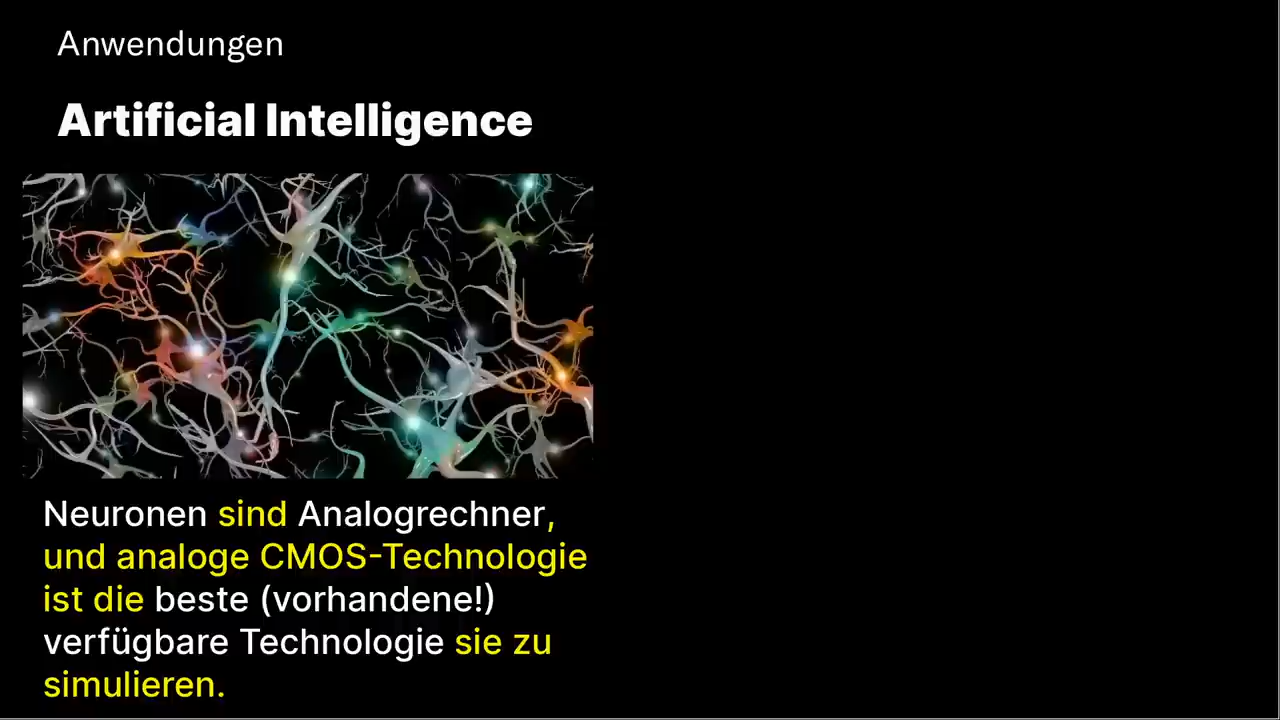 Anwendungen
Artificial Intelligence
Neuronen sind Analogrechner,
und analoge CMOS-Technologie
ist die beste (vorhandene!)
verfügbare Technologie sie zu
simulieren.